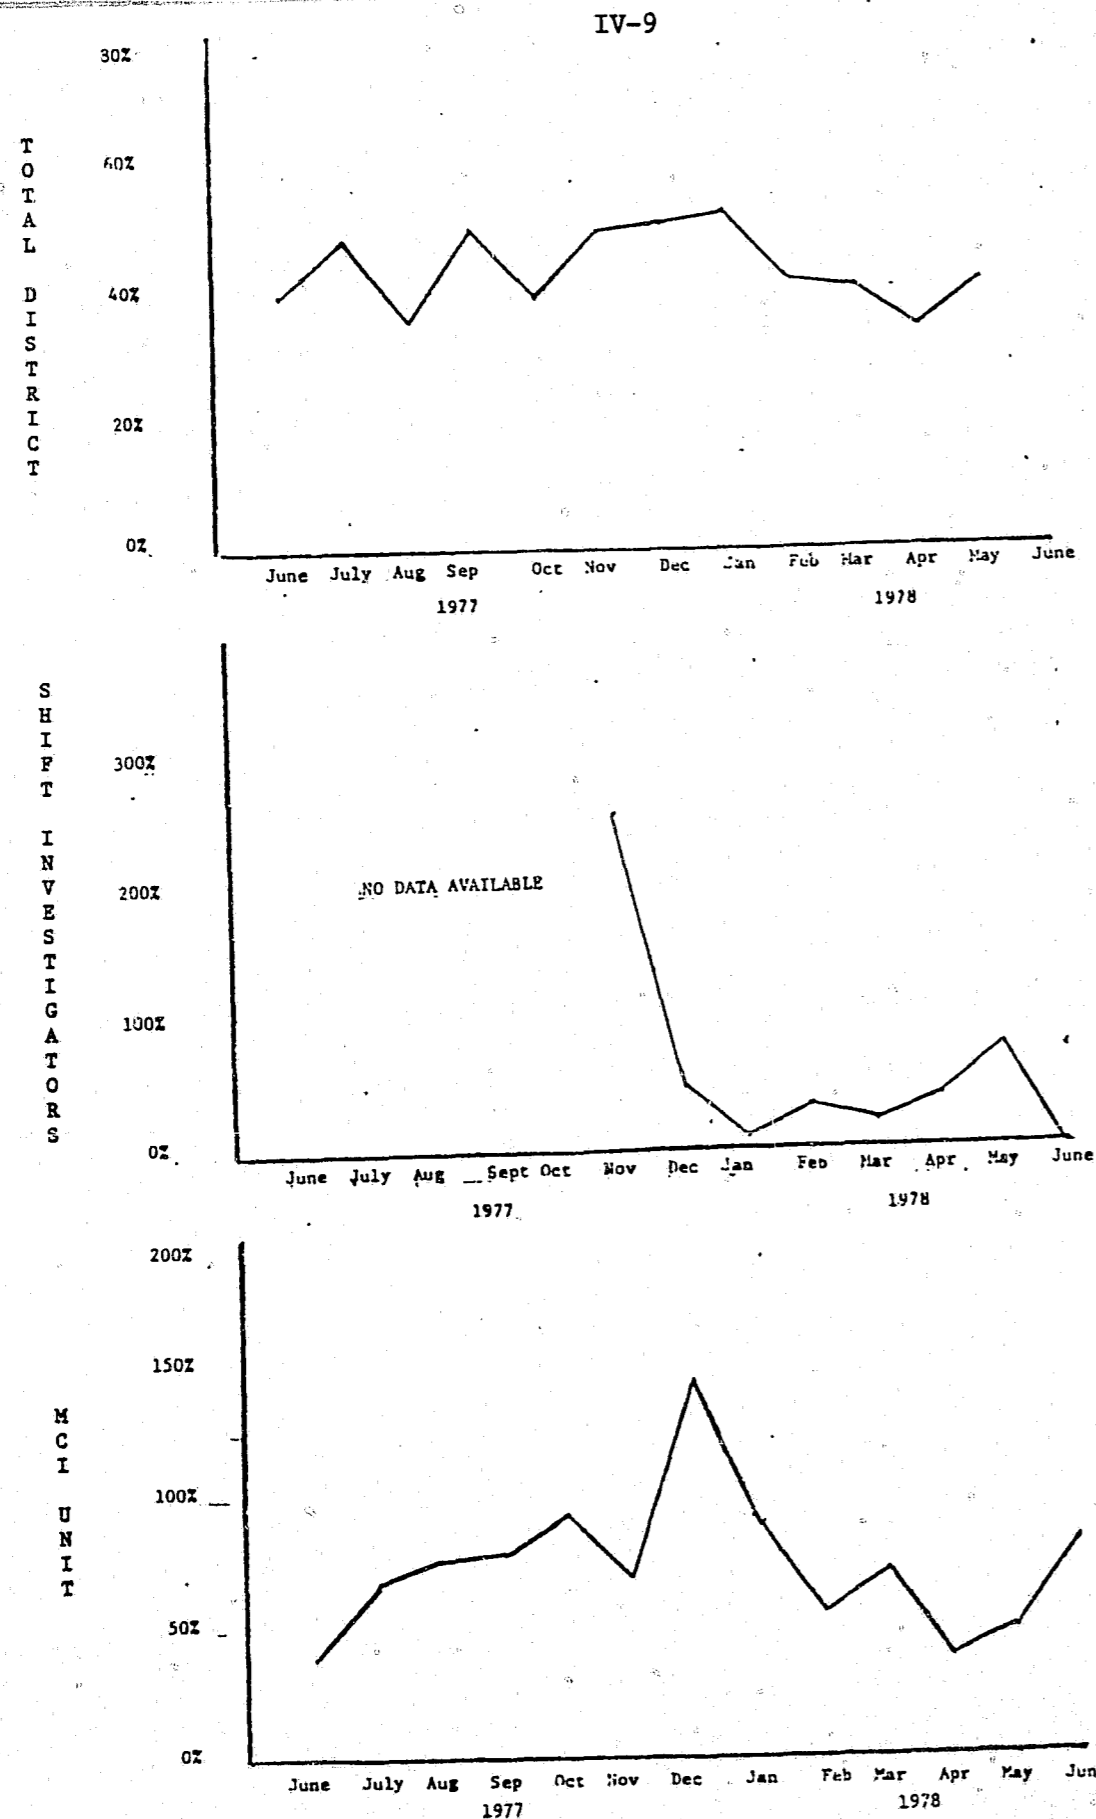 IV-9
30%
60%
40%
20%
0%
TOTAL DISTRICT
June July Aug Sep Oct Nov Dec Jan Feb Mar Apr May June
1977 1978
SHIFT INVESTIGATORS
300%
200%
100%
0%
NO DATA AVAILABLE
June July Aug Sept Oct Nov Dec Jan Feb Mar Apr May June
1977 1978
MCI UNIT
200%
150%
100%
50%
0%
June July Aug Sep Oct Nov Dec Jan Feb Mar Apr May Jun
1977 1978